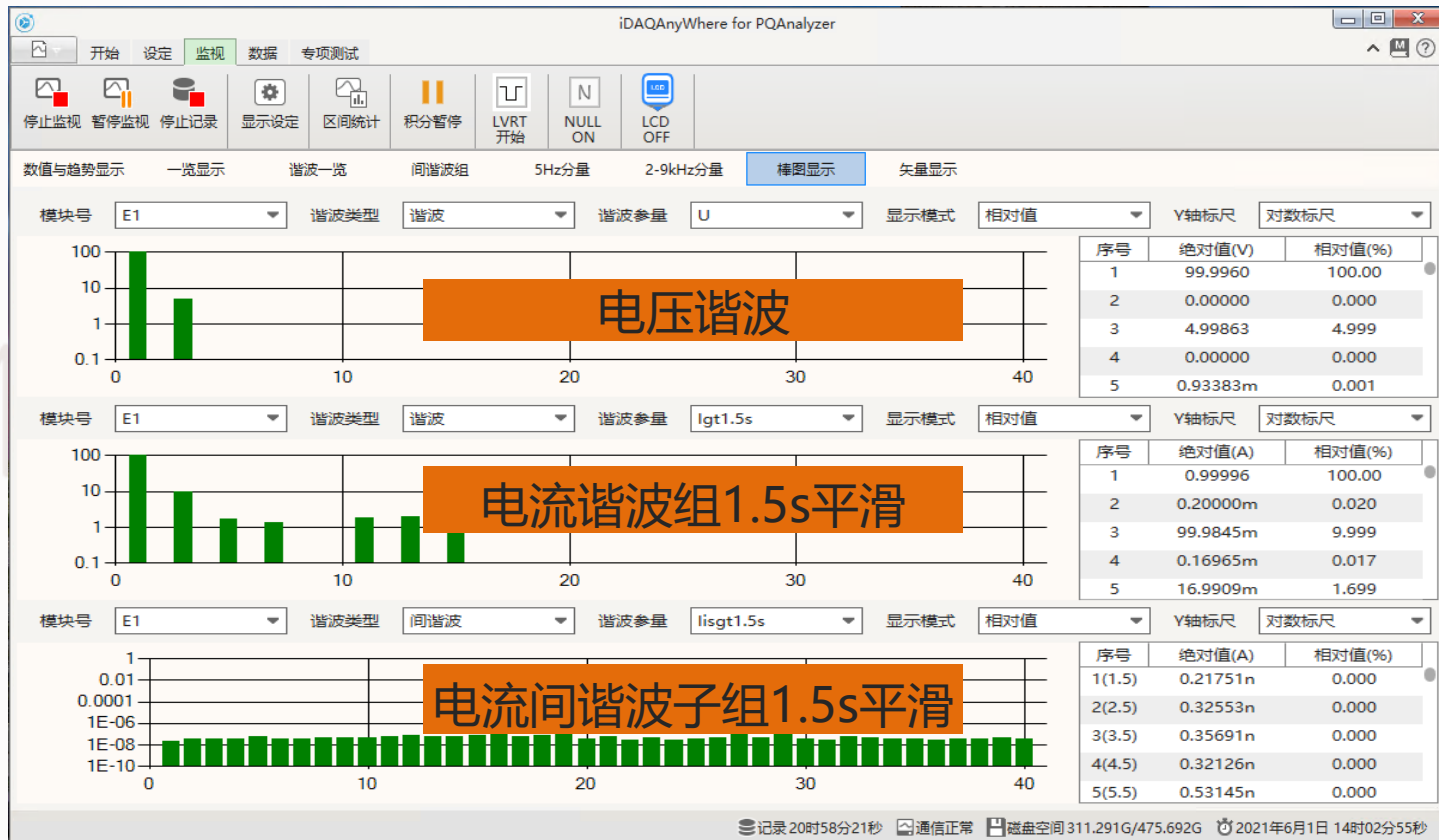 iDAQAnyWhere for PQAnalyzer
开始 设定 监视 数据 专项测试
M ?
停止监视 暂停监视 停止记录 显示设定 区间统计 积分暂停 LVRT开始 NULL ON LCD OFF
数值与趋势显示 一览显示 谐波一览 间谐波组 5Hz分量 2-9kHz分量 棒图显示 矢量显示
模块号 E1 谐波类型 谐波 谐波参量 U 显示模式 相对值 Y轴标尺 对数标尺
100
10
1
0.1
0 10 20 30 40
电压谐波
序号 绝对值(V) 相对值(%)
1 99.9960 100.00
2 0.00000 0.000
3 4.99863 4.999
4 0.00000 0.000
5 0.93383m 0.001
模块号 E1 谐波类型 谐波 谐波参量 Igt1.5s 显示模式 相对值 Y轴标尺 对数标尺
100
10
1
0.1
0 10 20 30 40
电流谐波组1.5s平滑
序号 绝对值(A) 相对值(%)
1 0.99996 100.00
2 0.20000m 0.020
3 99.9845m 9.999
4 0.16965m 0.017
5 16.9909m 1.699
模块号 E1 谐波类型 间谐波 谐波参量 Iisgt1.5s 显示模式 相对值 Y轴标尺 对数标尺
1
0.01
0.0001
1E-06
1E-08
1E-10
0 10 20 30 40
电流间谐波子组1.5s平滑
序号 绝对值(A) 相对值(%)
1(1.5) 0.21751n 0.000
2(2.5) 0.32553n 0.000
3(3.5) 0.35691n 0.000
4(4.5) 0.32126n 0.000
5(5.5) 0.53145n 0.000
记录 20时58分21秒 通信正常 磁盘空间 311.291G/475.692G 2021年6月1日 14时02分55秒